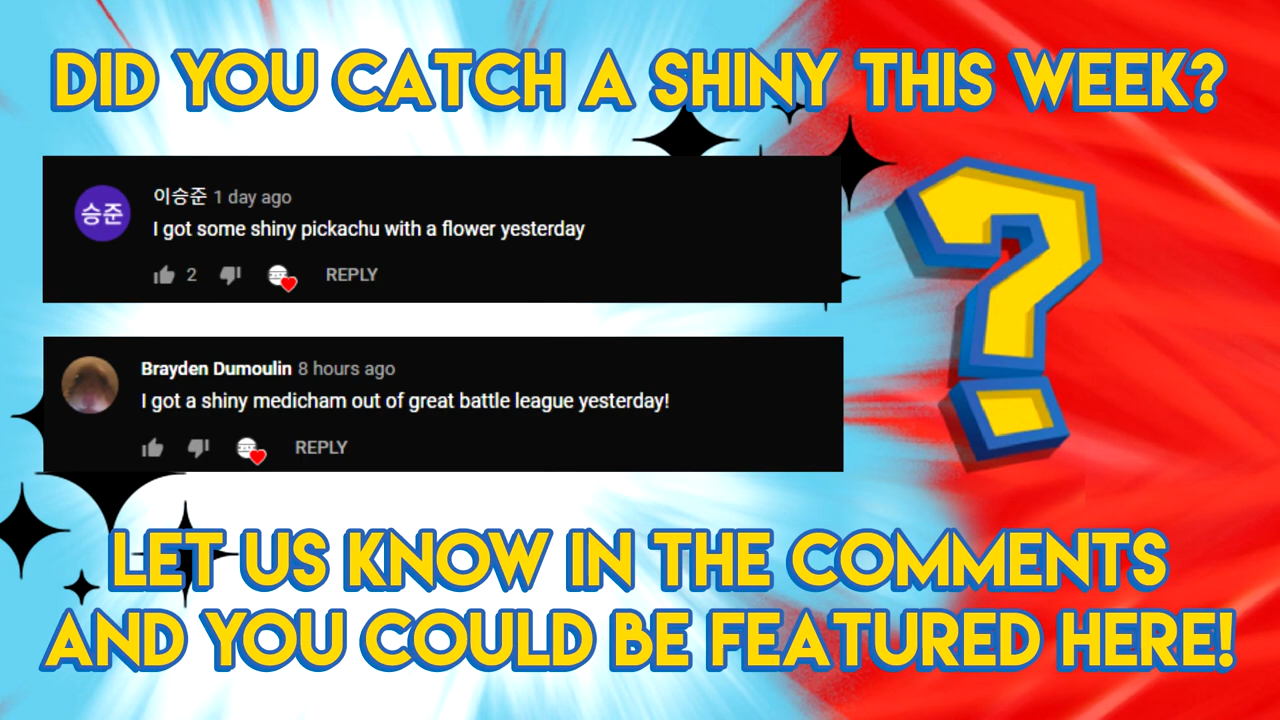 DID YOU CATCH A SHINY THIS WEEK?
이승준 1 day ago
승준
I got some shiny pickachu with a flower yesterday
2 REPLY
?
Brayden Dumoulin 8 hours ago
I got a shiny medicham out of great battle league yesterday!
REPLY
LET US KNOW IN THE COMMENTS
AND YOU COULD BE FEATURED HERE!